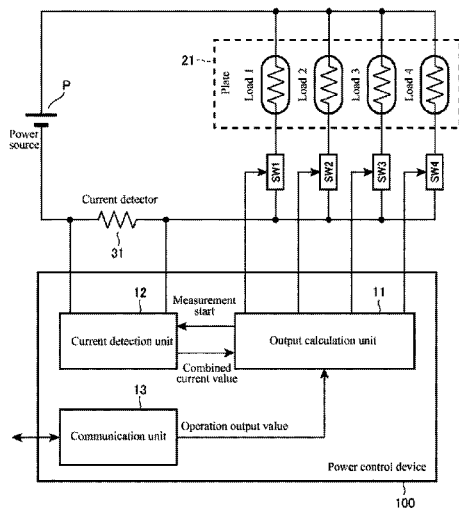 21
Plate
Load 1
Load 2
Load 3
Load 4
P
Power
source
SW1
SW2
SW3
SW4
Current detector
31
12
Measurement
start
11
Current detection unit
Output calculation unit
Combined
current value
13
Communication unit
Operation output value
Power control device
100